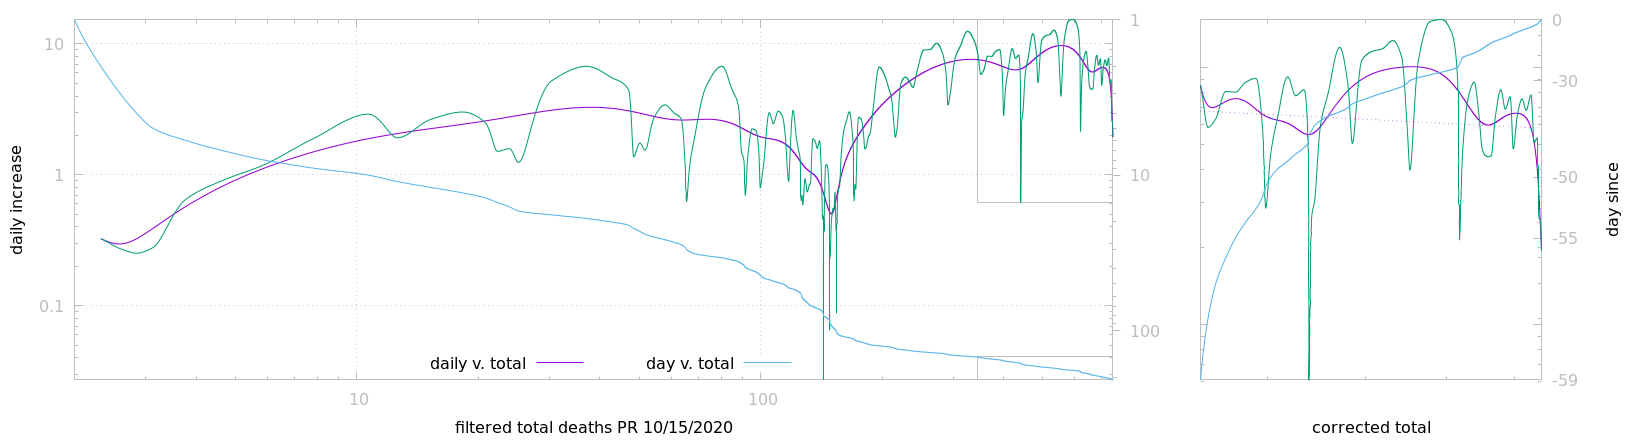 10
1
0.1
daily increase
10
100
filtered total deaths PR 10/15/2020
daily v. total
day v. total
1
10
100
0
-30
-50
-55
-59
day since
corrected total